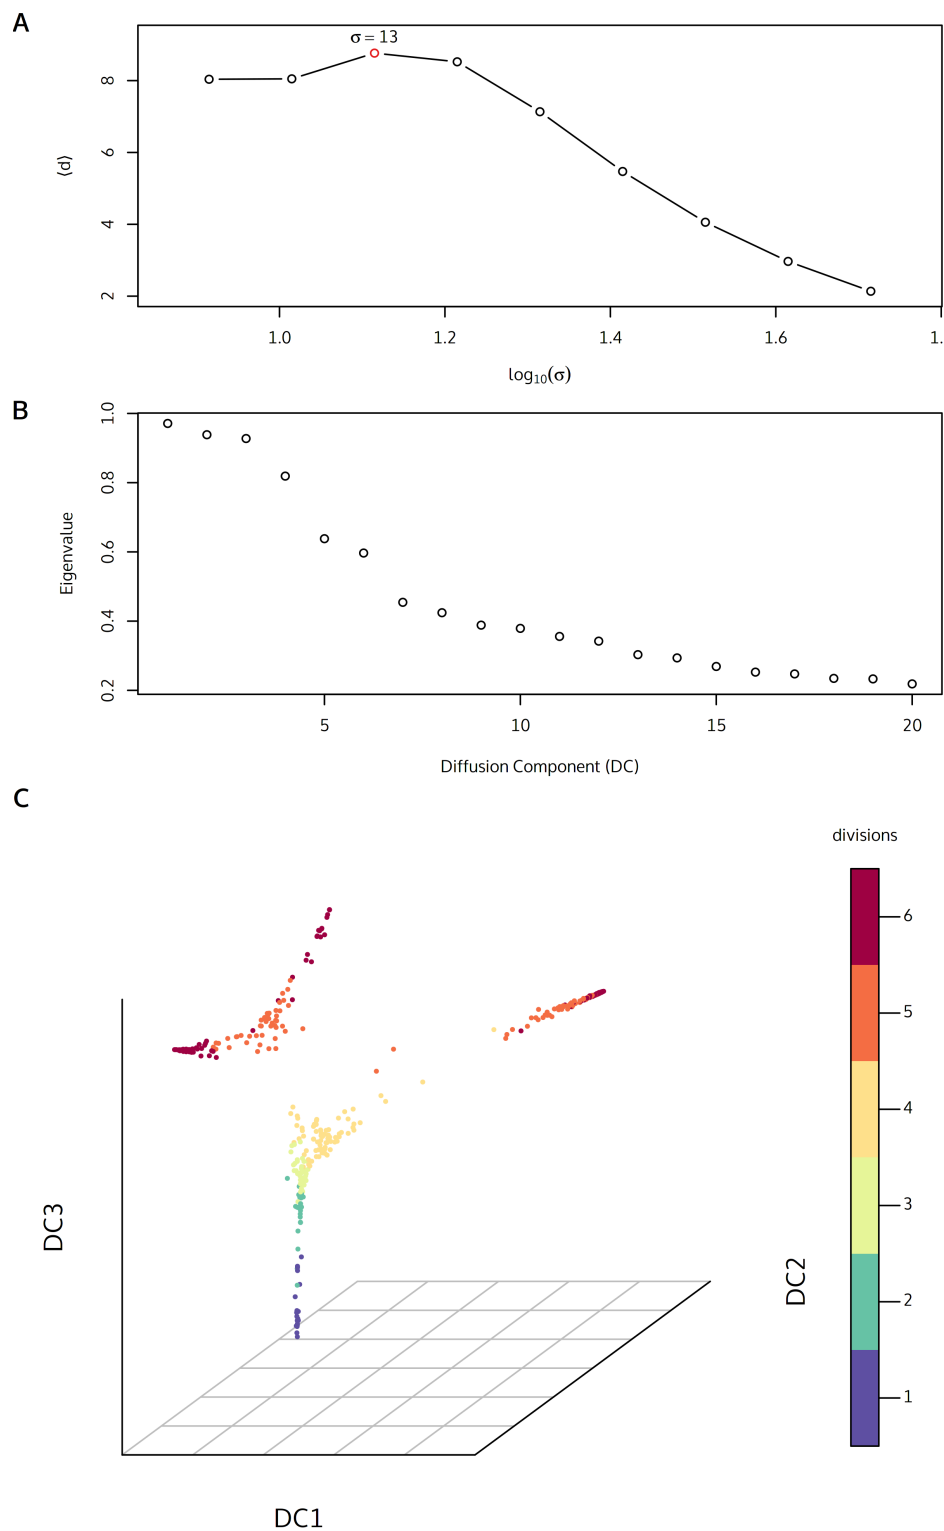 A
σ = 13
8
6
4
2
⟨d⟩
1.0 1.2 1.4 1.6 1.
log10(σ)
B
1.0
0.8
0.6
0.4
0.2
Eigenvalue
5 10 15 20
Diffusion Component (DC)
C
divisions
6
5
4
3
2
1
DC3
DC2
DC1